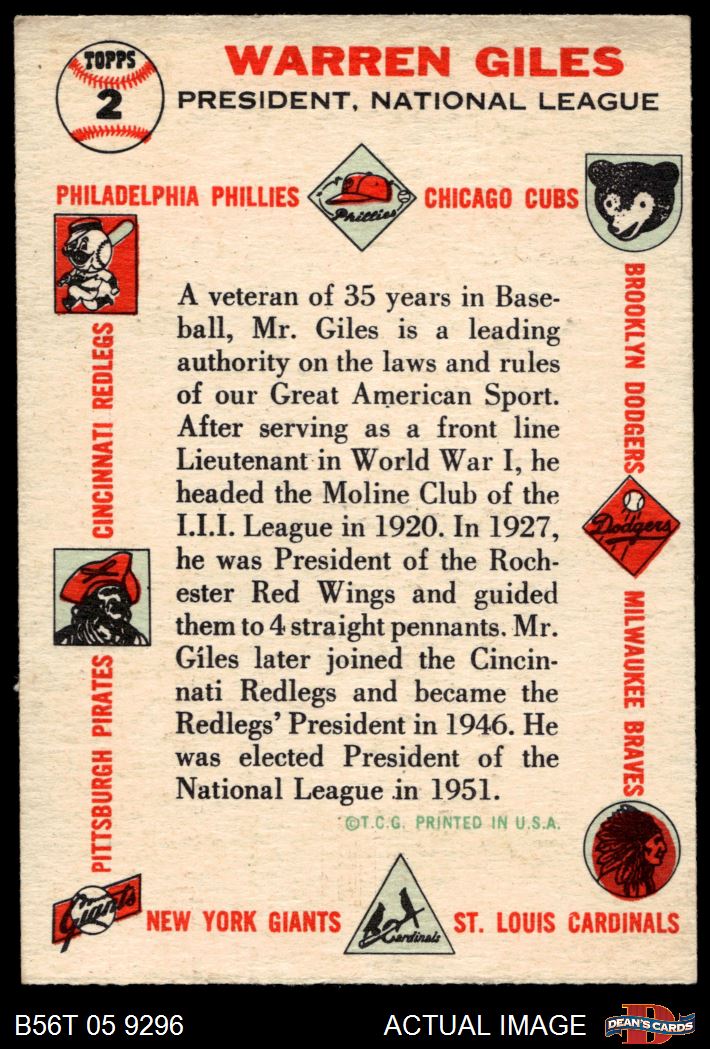 TOPPS
2
WARREN GILES
PRESIDENT, NATIONAL LEAGUE
PHILADELPHIA PHILLIES
Phillies
CHICAGO CUBS
CINCINNATI REDLEGS
BROOKLYN DODGERS
Dodgers
A veteran of 35 years in Base-
ball, Mr. Giles is a leading
authority on the laws and rules
of our Great American Sport.
After serving as a front line
Lieutenant in World War I, he
headed the Moline Club of the
I.I.I. League in 1920. In 1927,
he was President of the Roch-
ester Red Wings and guided
them to 4 straight pennants. Mr.
Giles later joined the Cincin-
nati Redlegs and became the
Redlegs' President in 1946. He
was elected President of the
National League in 1951.
©T.C.G. PRINTED IN U.S.A.
PITTSBURGH PIRATES
MILWAUKEE BRAVES
Giants
NEW YORK GIANTS
Cardinals
ST. LOUIS CARDINALS
B56T 05 9296
ACTUAL IMAGE
D
DEAN'S CARDS